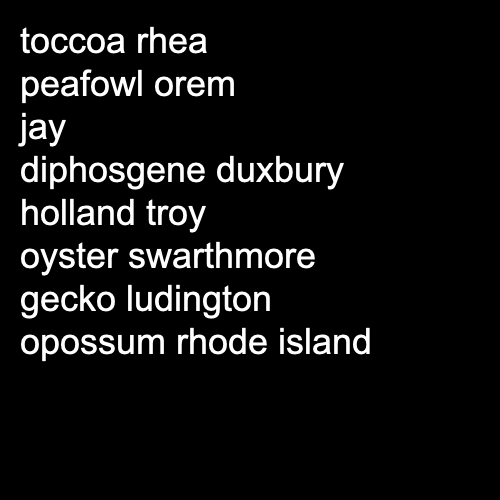 toccoa rhea
peafowl orem
jay
diphosgene duxbury
holland troy
oyster swarthmore
gecko ludington
opossum rhode island